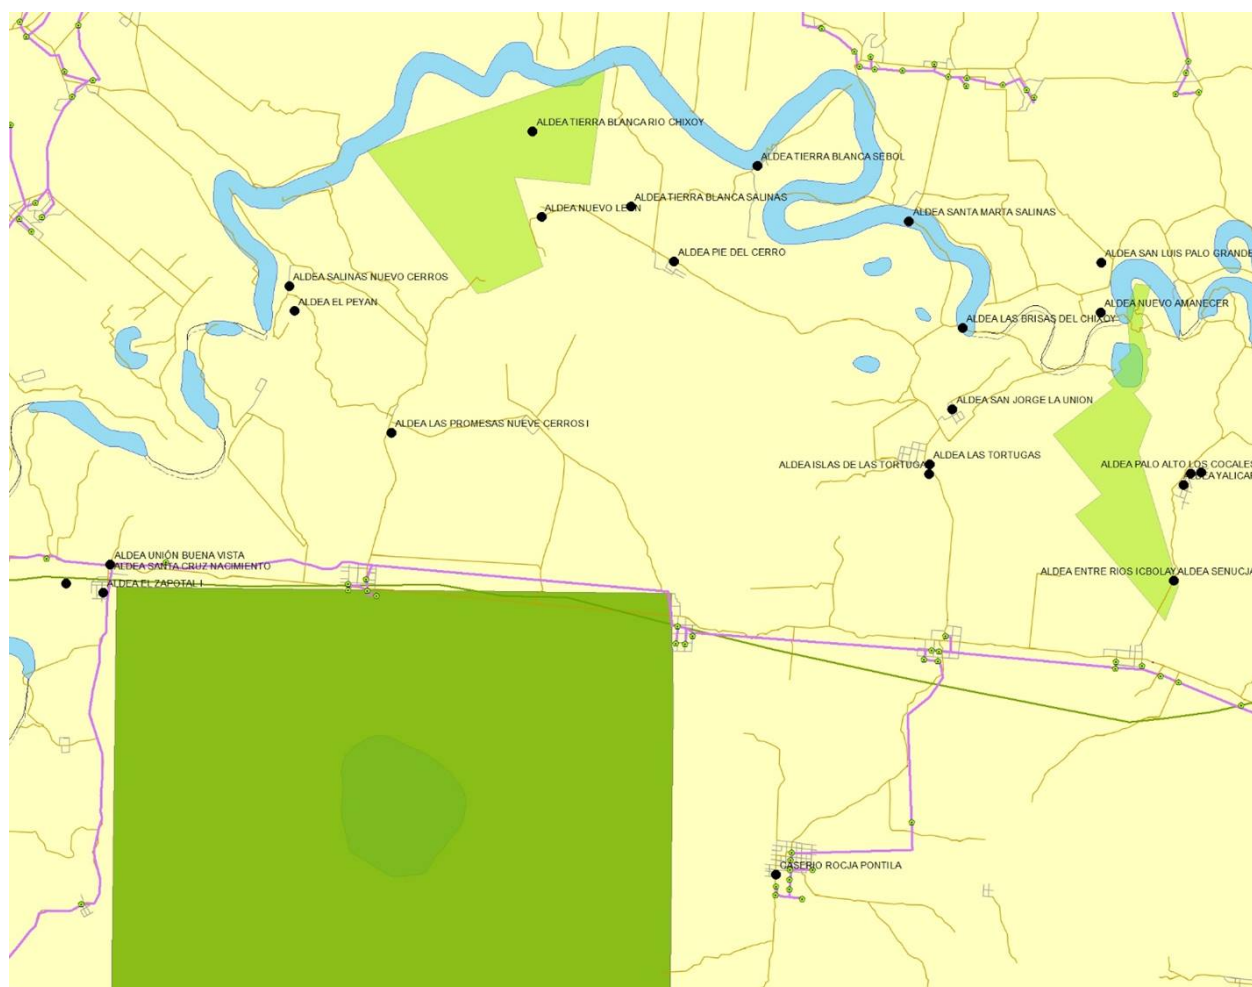 ALDEA TIERRA BLANCA RIO CHIXOY
ALDEA TIERRA BLANCA SEBOL
ALDEA TIERRA BLANCA SALINAS
ALDEA NUEVO LEON
ALDEA SANTA MARTA SALINAS
ALDEA PIE DEL CERRO
ALDEA SAN LUIS PALO GRANDE
ALDEA SALINAS NUEVO CERROS
ALDEA EL PEYAN
ALDEA NUEVO AMANECER
ALDEA LAS BRISAS DEL CHIXOY
ALDEA SAN JORGE LA UNION
ALDEA LAS PROMESAS NUEVE CERROS I
ALDEA LAS TORTUGAS
ALDEA ISLAS DE LAS TORTUGA
ALDEA PALO ALTO LOS COCALES
ALDEA UNIÓN BUENA VISTA
ALDEA SANTA CRUZ NACIMIENTO
ALDEA ENTRE RIOS ICBOLAY
ALDEA SENUCJA
ALDEA EL ZAPOTAL I
CASERIO ROCJA PONTILA